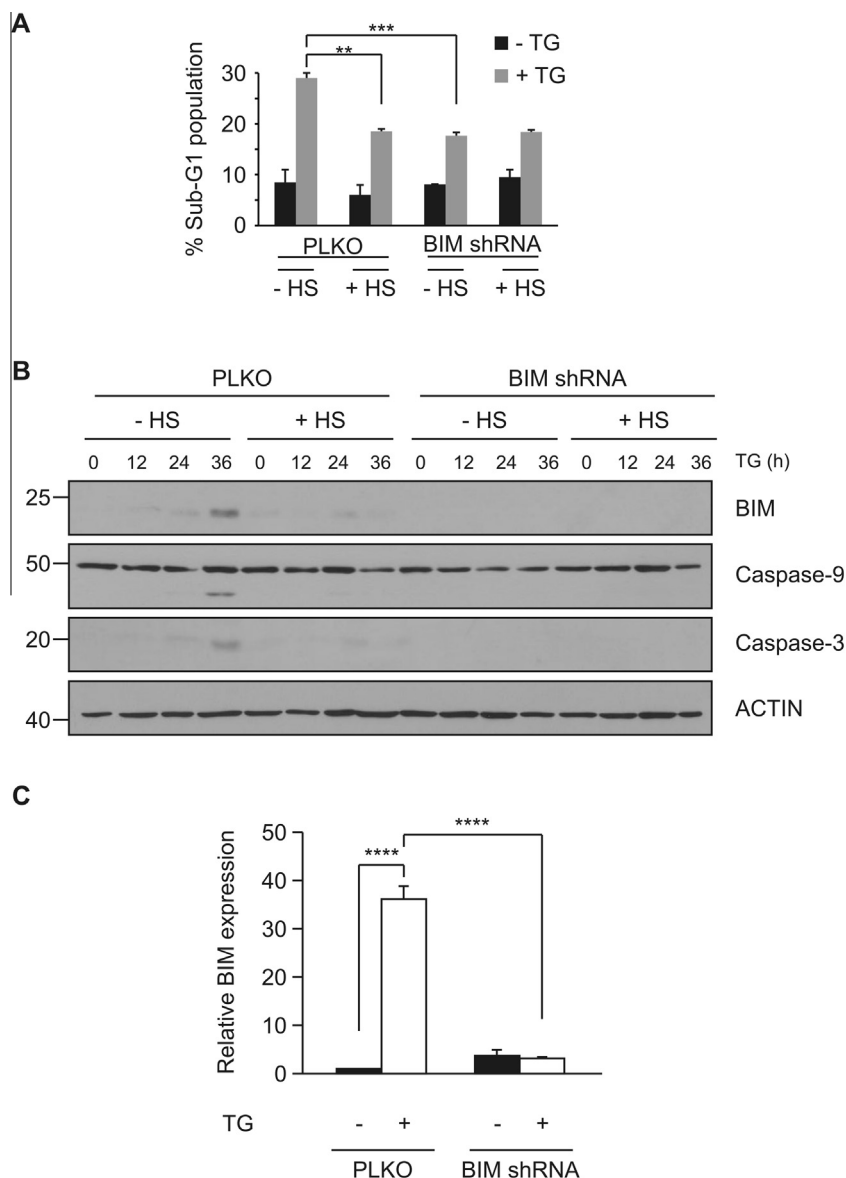 A
***
**
- TG
+ TG
% Sub-G1 population
30
20
10
0
PLKO BIM shRNA
- HS + HS - HS + HS
B
PLKO BIM shRNA
- HS + HS - HS + HS
0 12 24 36 0 12 24 36 0 12 24 36 0 12 24 36 TG (h)
25 BIM
50 Caspase-9
20 Caspase-3
40 ACTIN
C
****
****
Relative BIM expression
50
40
30
20
10
0
TG - + - +
PLKO BIM shRNA